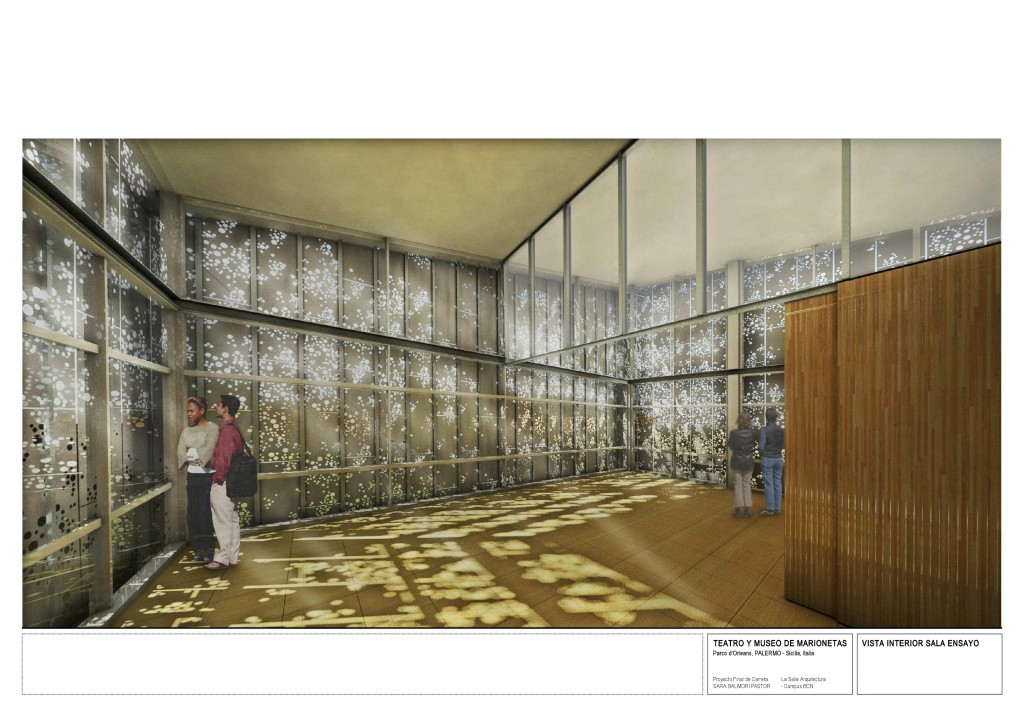 TEATRO Y MUSEO DE MARIONETAS
Parco d'Orleans, PALERMO - Sicilia, Italia
Proyecto Final de Carrera La Salle Arquitectura
SARA BALMORI PASTOR - Campus BCN
VISTA INTERIOR SALA ENSAYO